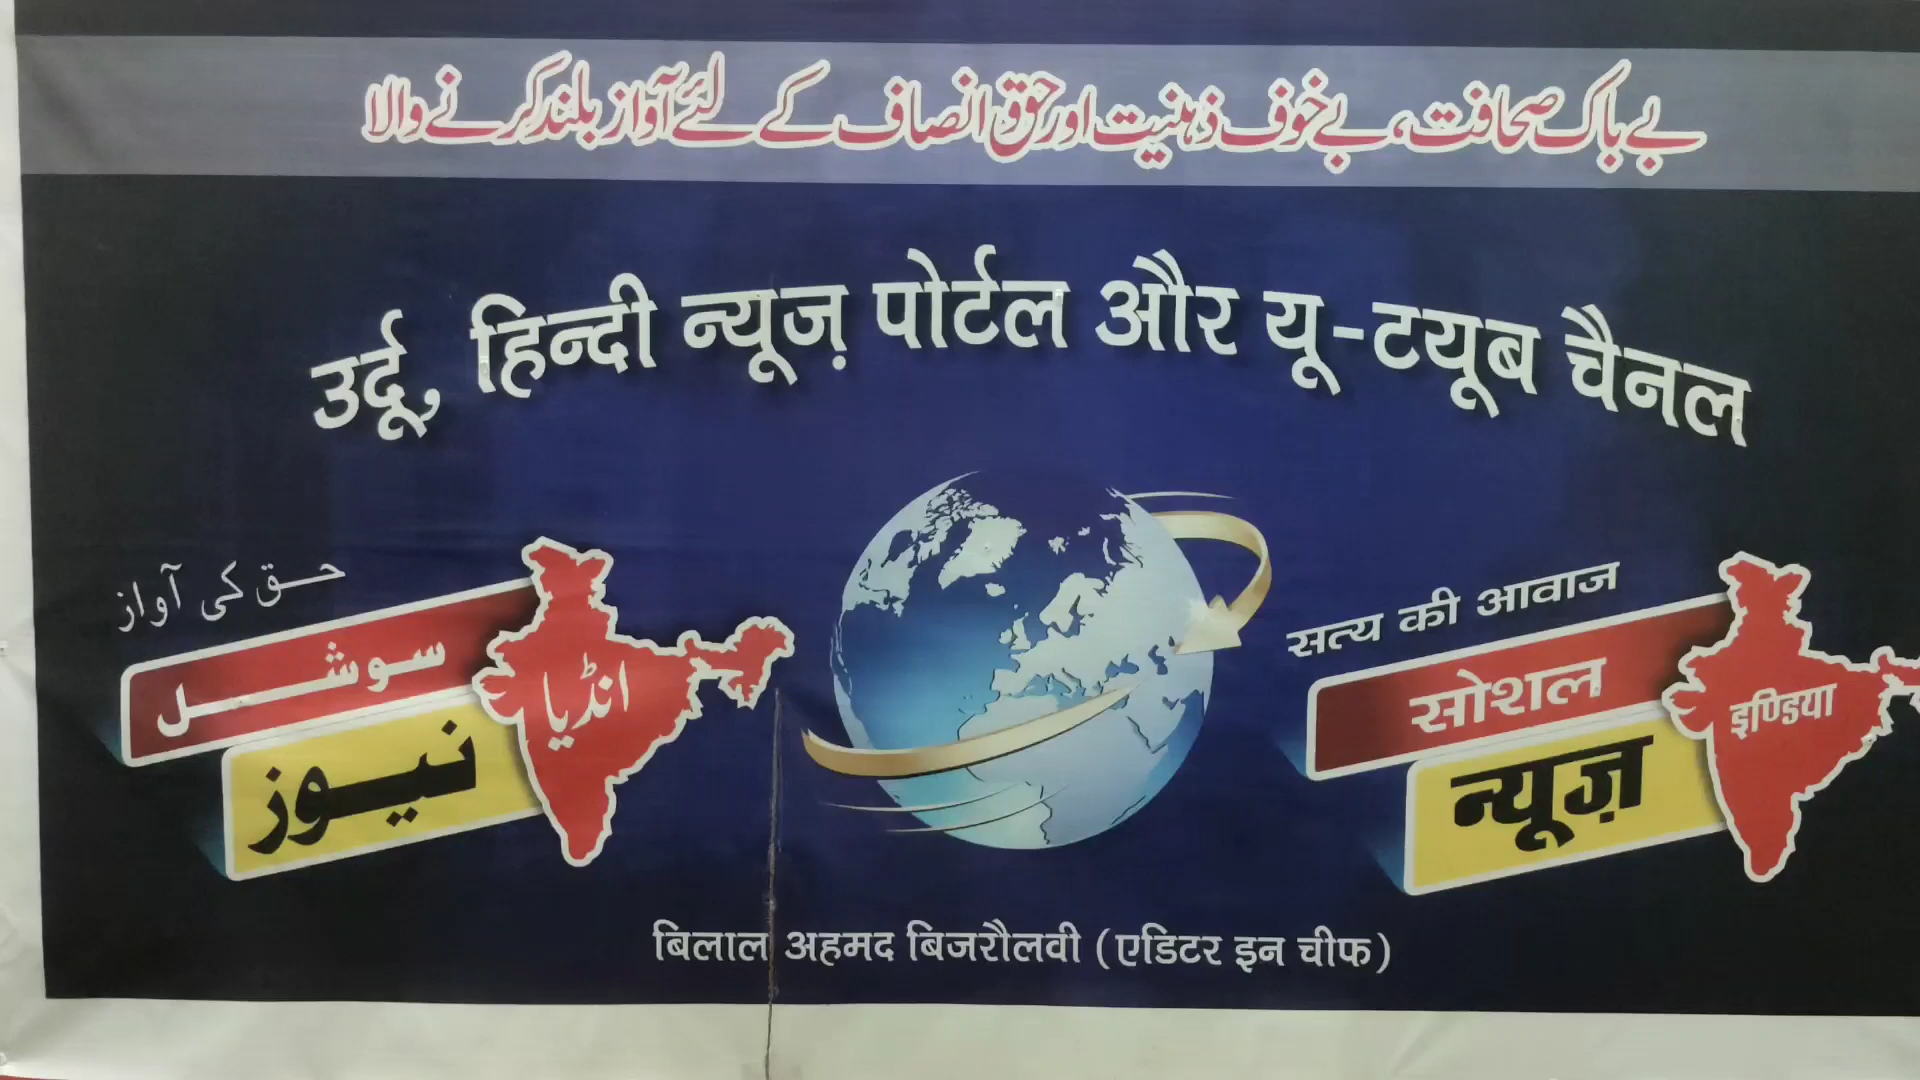 بے باک صحافت، بے خوف ذہنیت اور حق انصاف کے لئے آواز بلند کرنے والا
उर्दू, हिन्दी न्यूज़ पोर्टल और यू-टयूब चैनल
حق کی آواز
سوشل
نیوز
انڈیا
सत्य की आवाज
सोशल
न्यूज़
इण्डिया
बिलाल अहमद बिजरौलवी (एडिटर इन चीफ)